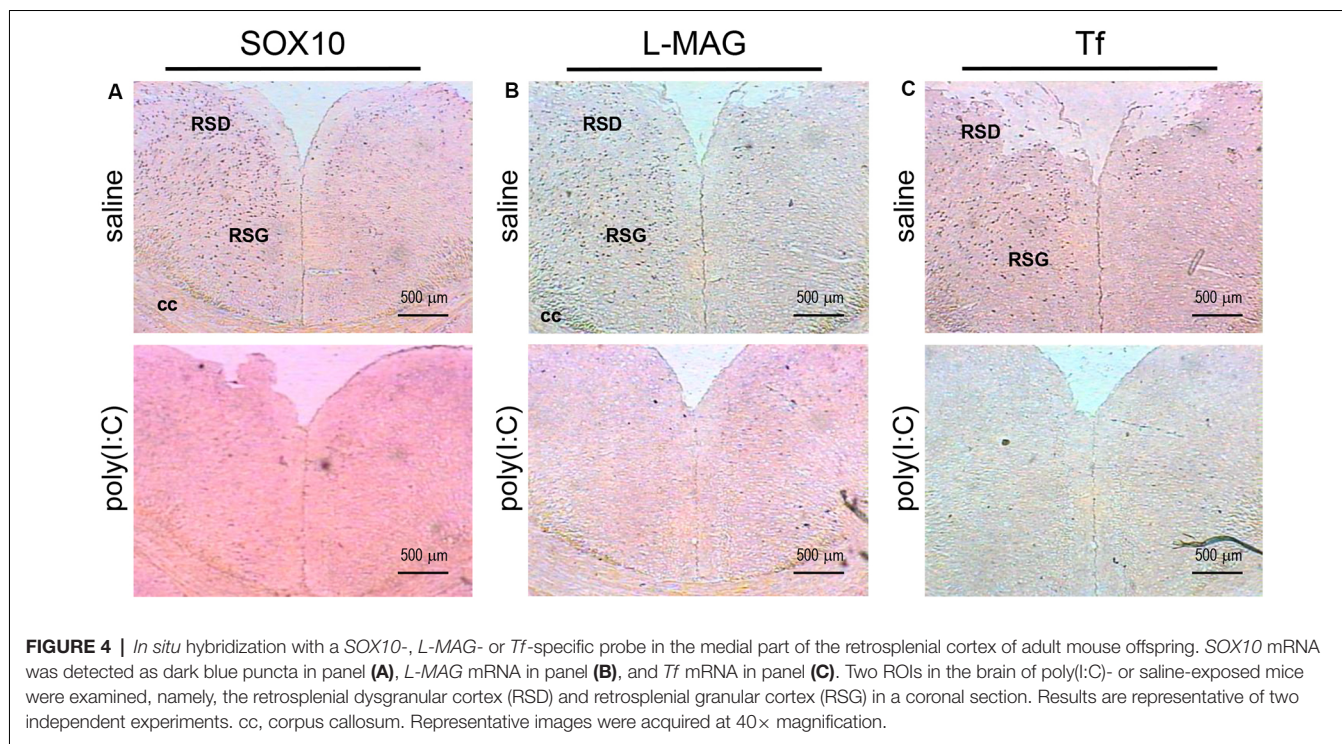 SOX10
L-MAG
Tf
A
B
C
saline
RSD
RSG
cc
500 µm
saline
RSD
RSG
cc
500 µm
saline
RSD
RSG
500 µm
poly(I:C)
500 µm
poly(I:C)
500 µm
poly(I:C)
500 µm
FIGURE 4 | In situ hybridization with a SOX10-, L-MAG- or Tf-specific probe in the medial part of the retrosplenial cortex of adult mouse offspring. SOX10 mRNA
was detected as dark blue puncta in panel (A), L-MAG mRNA in panel (B), and Tf mRNA in panel (C). Two ROIs in the brain of poly(I:C)- or saline-exposed mice
were examined, namely, the retrosplenial dysgranular cortex (RSD) and retrosplenial granular cortex (RSG) in a coronal section. Results are representative of two
independent experiments. cc, corpus callosum. Representative images were acquired at 40× magnification.